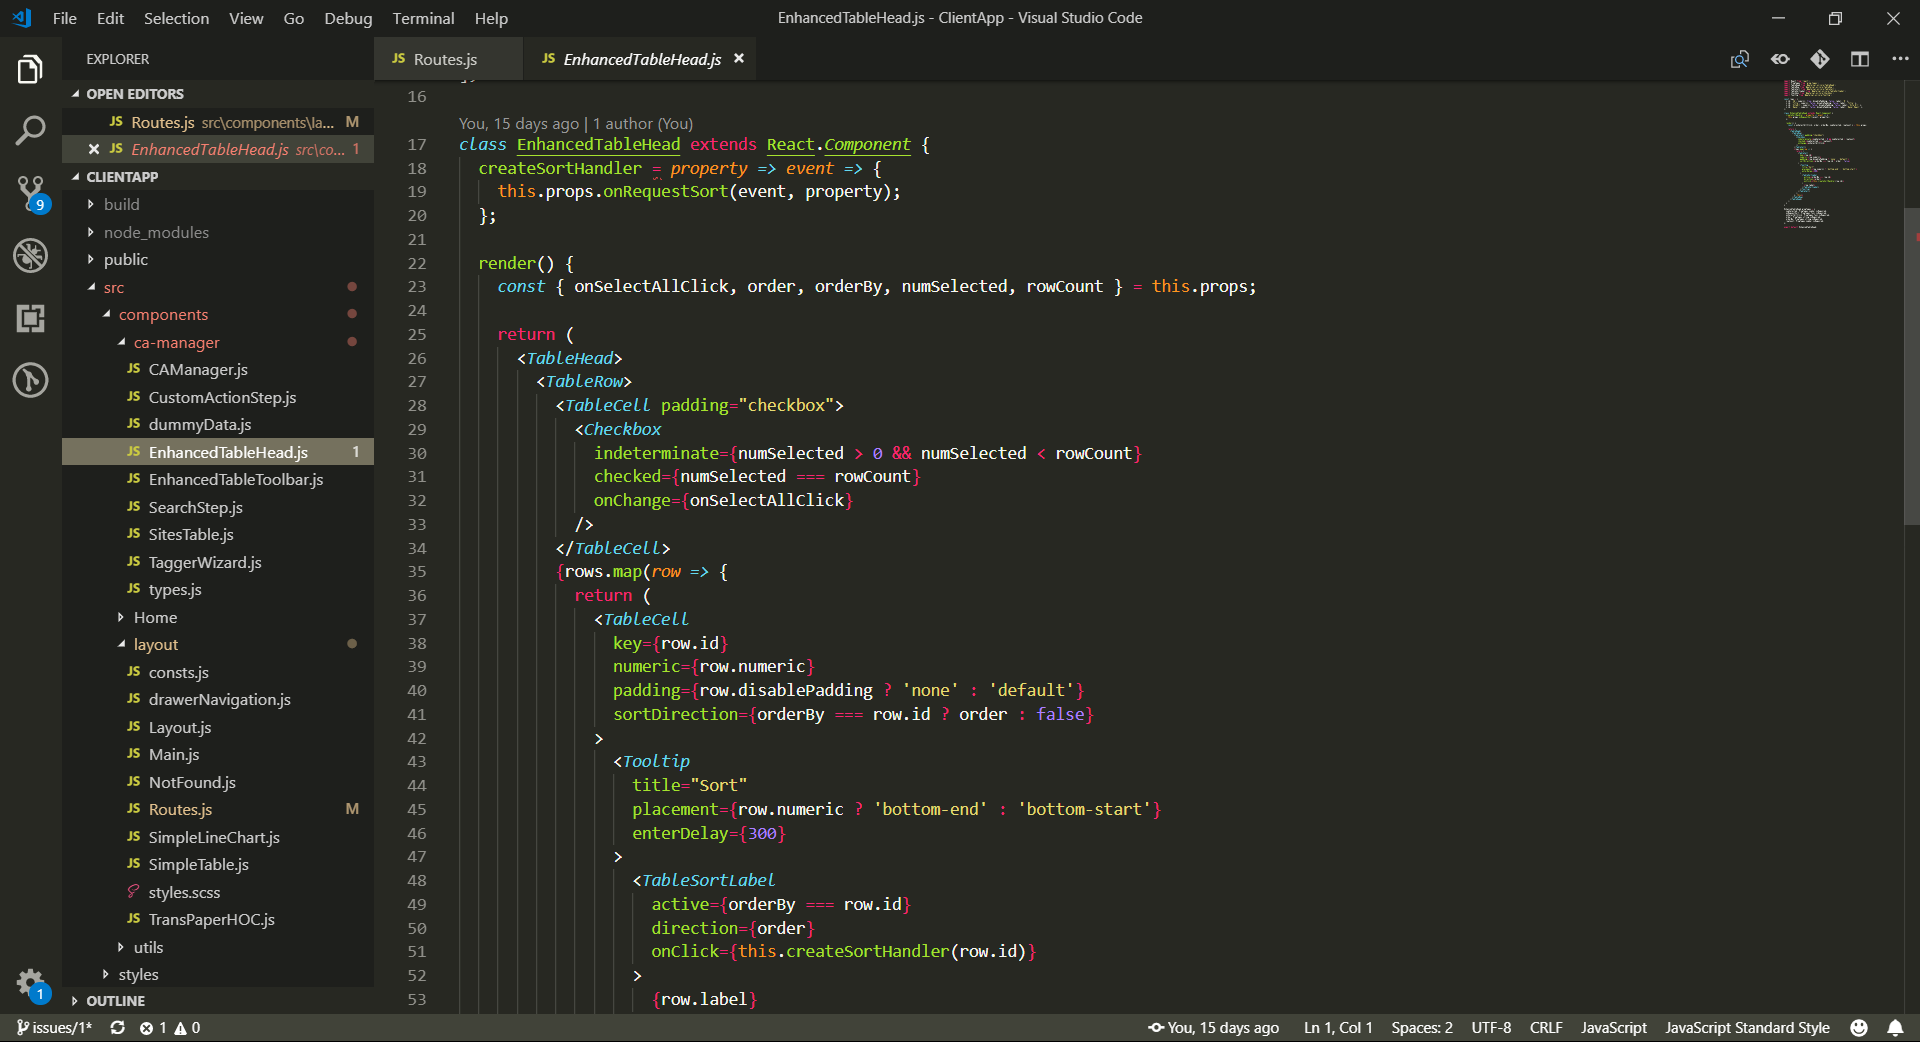 File Edit Selection View Go Debug Terminal Help
EnhancedTableHead.js - ClientApp - Visual Studio Code
EXPLORER
OPEN EDITORS
JS Routes.js src\components\la... M
JS EnhancedTableHead.js src\co... 1
CLIENTAPP
build
node_modules
public
src
components
ca-manager
JS CAManager.js
JS CustomActionStep.js
JS dummyData.js
JS EnhancedTableHead.js 1
JS EnhancedTableToolbar.js
JS SearchStep.js
JS SitesTable.js
JS TaggerWizard.js
JS types.js
Home
layout
JS consts.js
JS drawerNavigation.js
JS Layout.js
JS Main.js
JS NotFound.js
JS Routes.js M
JS SimpleLineChart.js
JS SimpleTable.js
styles.scss
JS TransPaperHOC.js
utils
styles
OUTLINE
9
1
JS Routes.js
JS EnhancedTableHead.js
16
You, 15 days ago | 1 author (You)
17 class EnhancedTableHead extends React.Component {
18 createSortHandler = property => event => {
19 this.props.onRequestSort(event, property);
20 };
21
22 render() {
23 const { onSelectAllClick, order, orderBy, numSelected, rowCount } = this.props;
24
25 return (
26 <TableHead>
27 <TableRow>
28 <TableCell padding="checkbox">
29 <Checkbox
30 indeterminate={numSelected > 0 && numSelected < rowCount}
31 checked={numSelected === rowCount}
32 onChange={onSelectAllClick}
33 />
34 </TableCell>
35 {rows.map(row => {
36 return (
37 <TableCell
38 key={row.id}
39 numeric={row.numeric}
40 padding={row.disablePadding ? 'none' : 'default'}
41 sortDirection={orderBy === row.id ? order : false}
42 >
43 <Tooltip
44 title="Sort"
45 placement={row.numeric ? 'bottom-end' : 'bottom-start'}
46 enterDelay={300}
47 >
48 <TableSortLabel
49 active={orderBy === row.id}
50 direction={order}
51 onClick={this.createSortHandler(row.id)}
52 >
53 {row.label}
issues/1* 1 0
You, 15 days ago Ln 1, Col 1 Spaces: 2 UTF-8 CRLF JavaScript JavaScript Standard Style